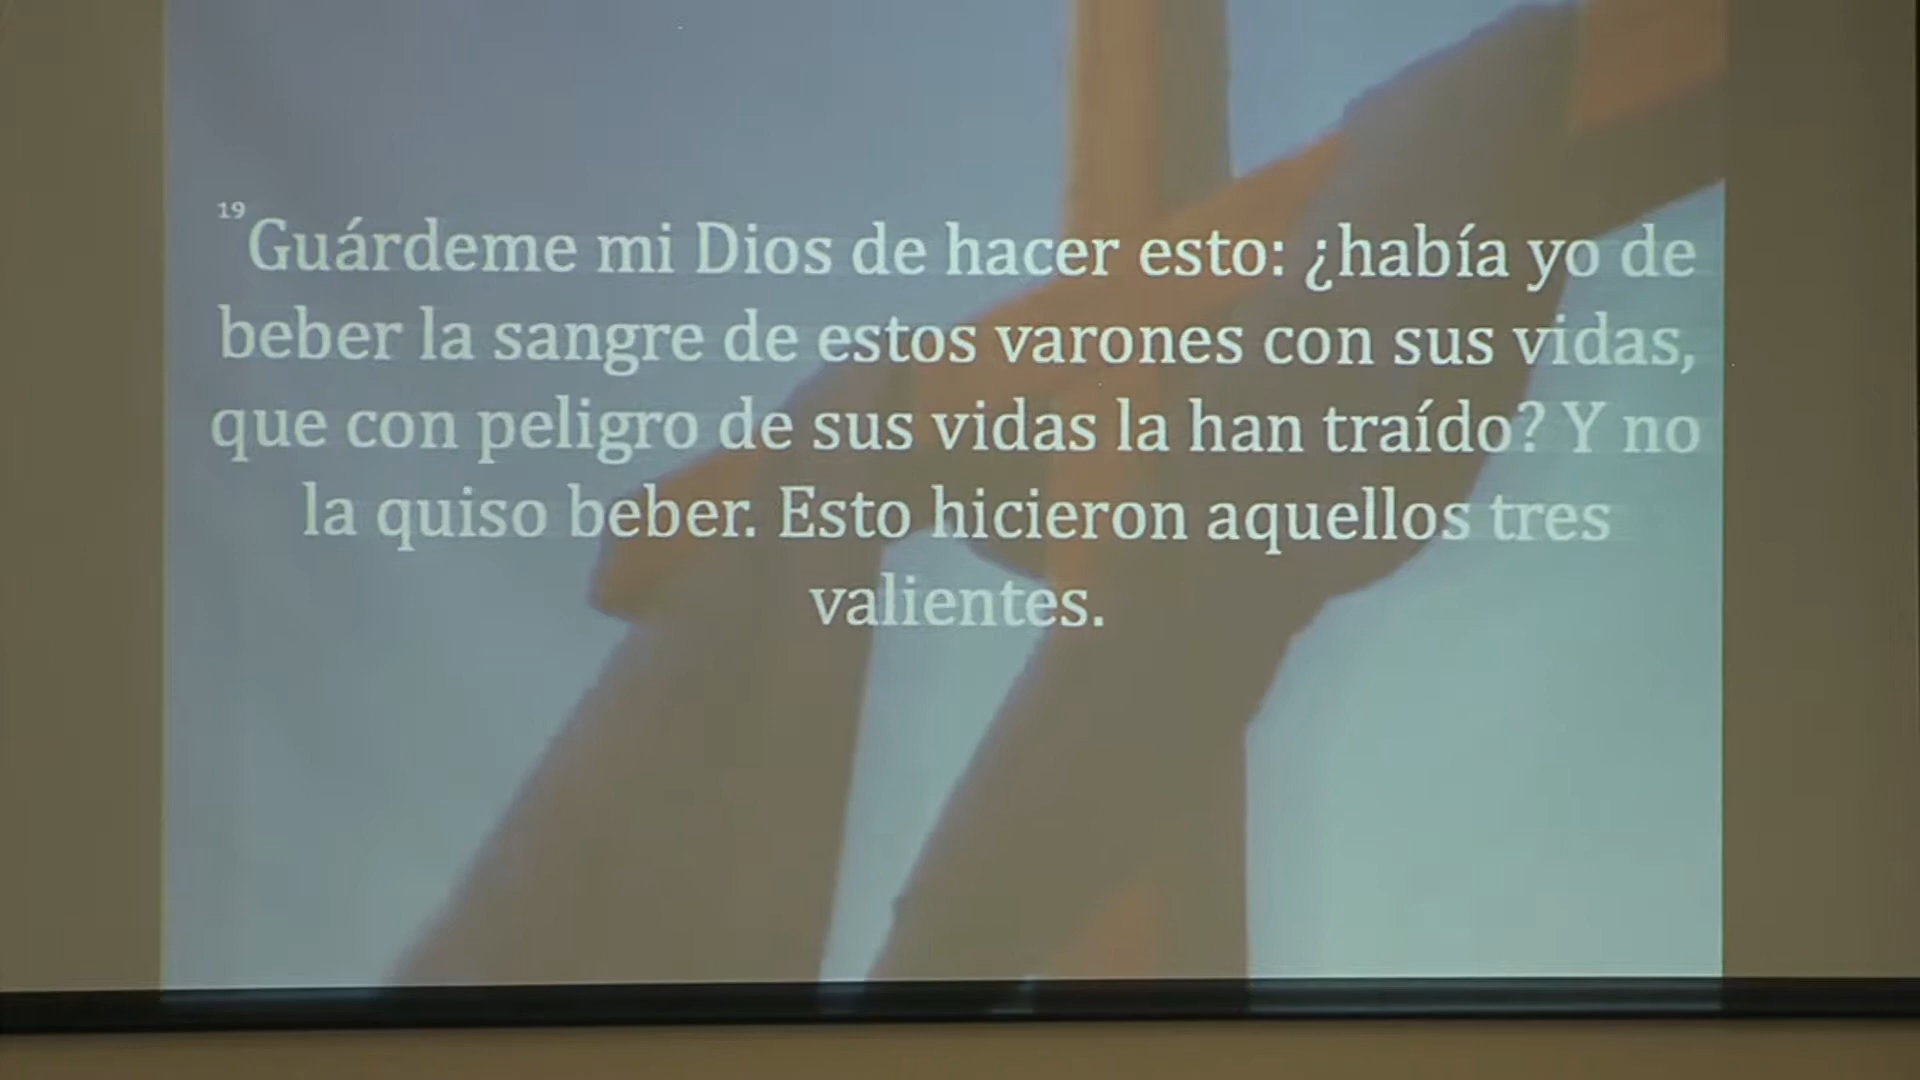 19 Guárdeme mi Dios de hacer esto: ¿había yo de
beber la sangre de estos varones con sus vidas,
que con peligro de sus vidas la han traído? Y no
la quiso beber. Esto hicieron aquellos tres
valientes.